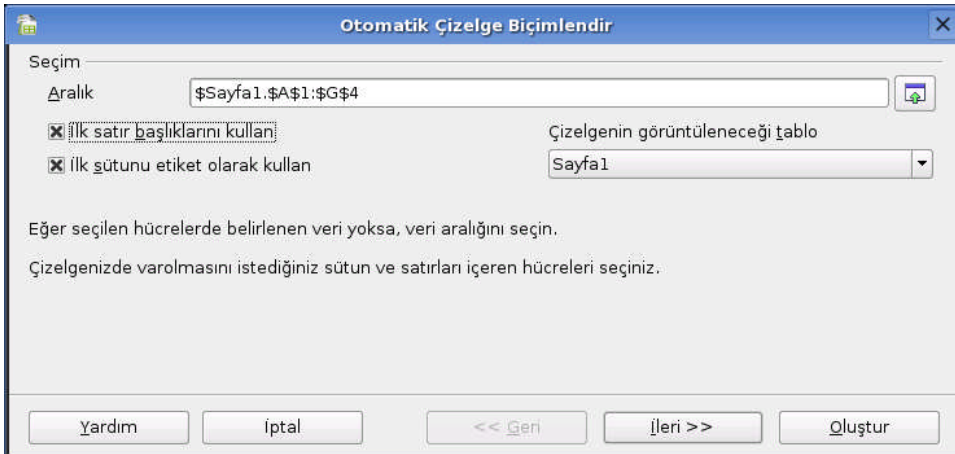 Otomatik Çizelge Biçimlendir
Seçim
Aralık
$Sayfa1.$A$1:$G$4
İlk satır başlıklarını kullan
Çizelgenin görüntüleneceği tablo
İlk sütunu etiket olarak kullan
Sayfa1
Eğer seçilen hücrelerde belirlenen veri yoksa, veri aralığını seçin.
Çizelgenizde varolmasını istediğiniz sütun ve satırları içeren hücreleri seçiniz.
Yardım
İptal
<< Geri
İleri >>
Oluştur